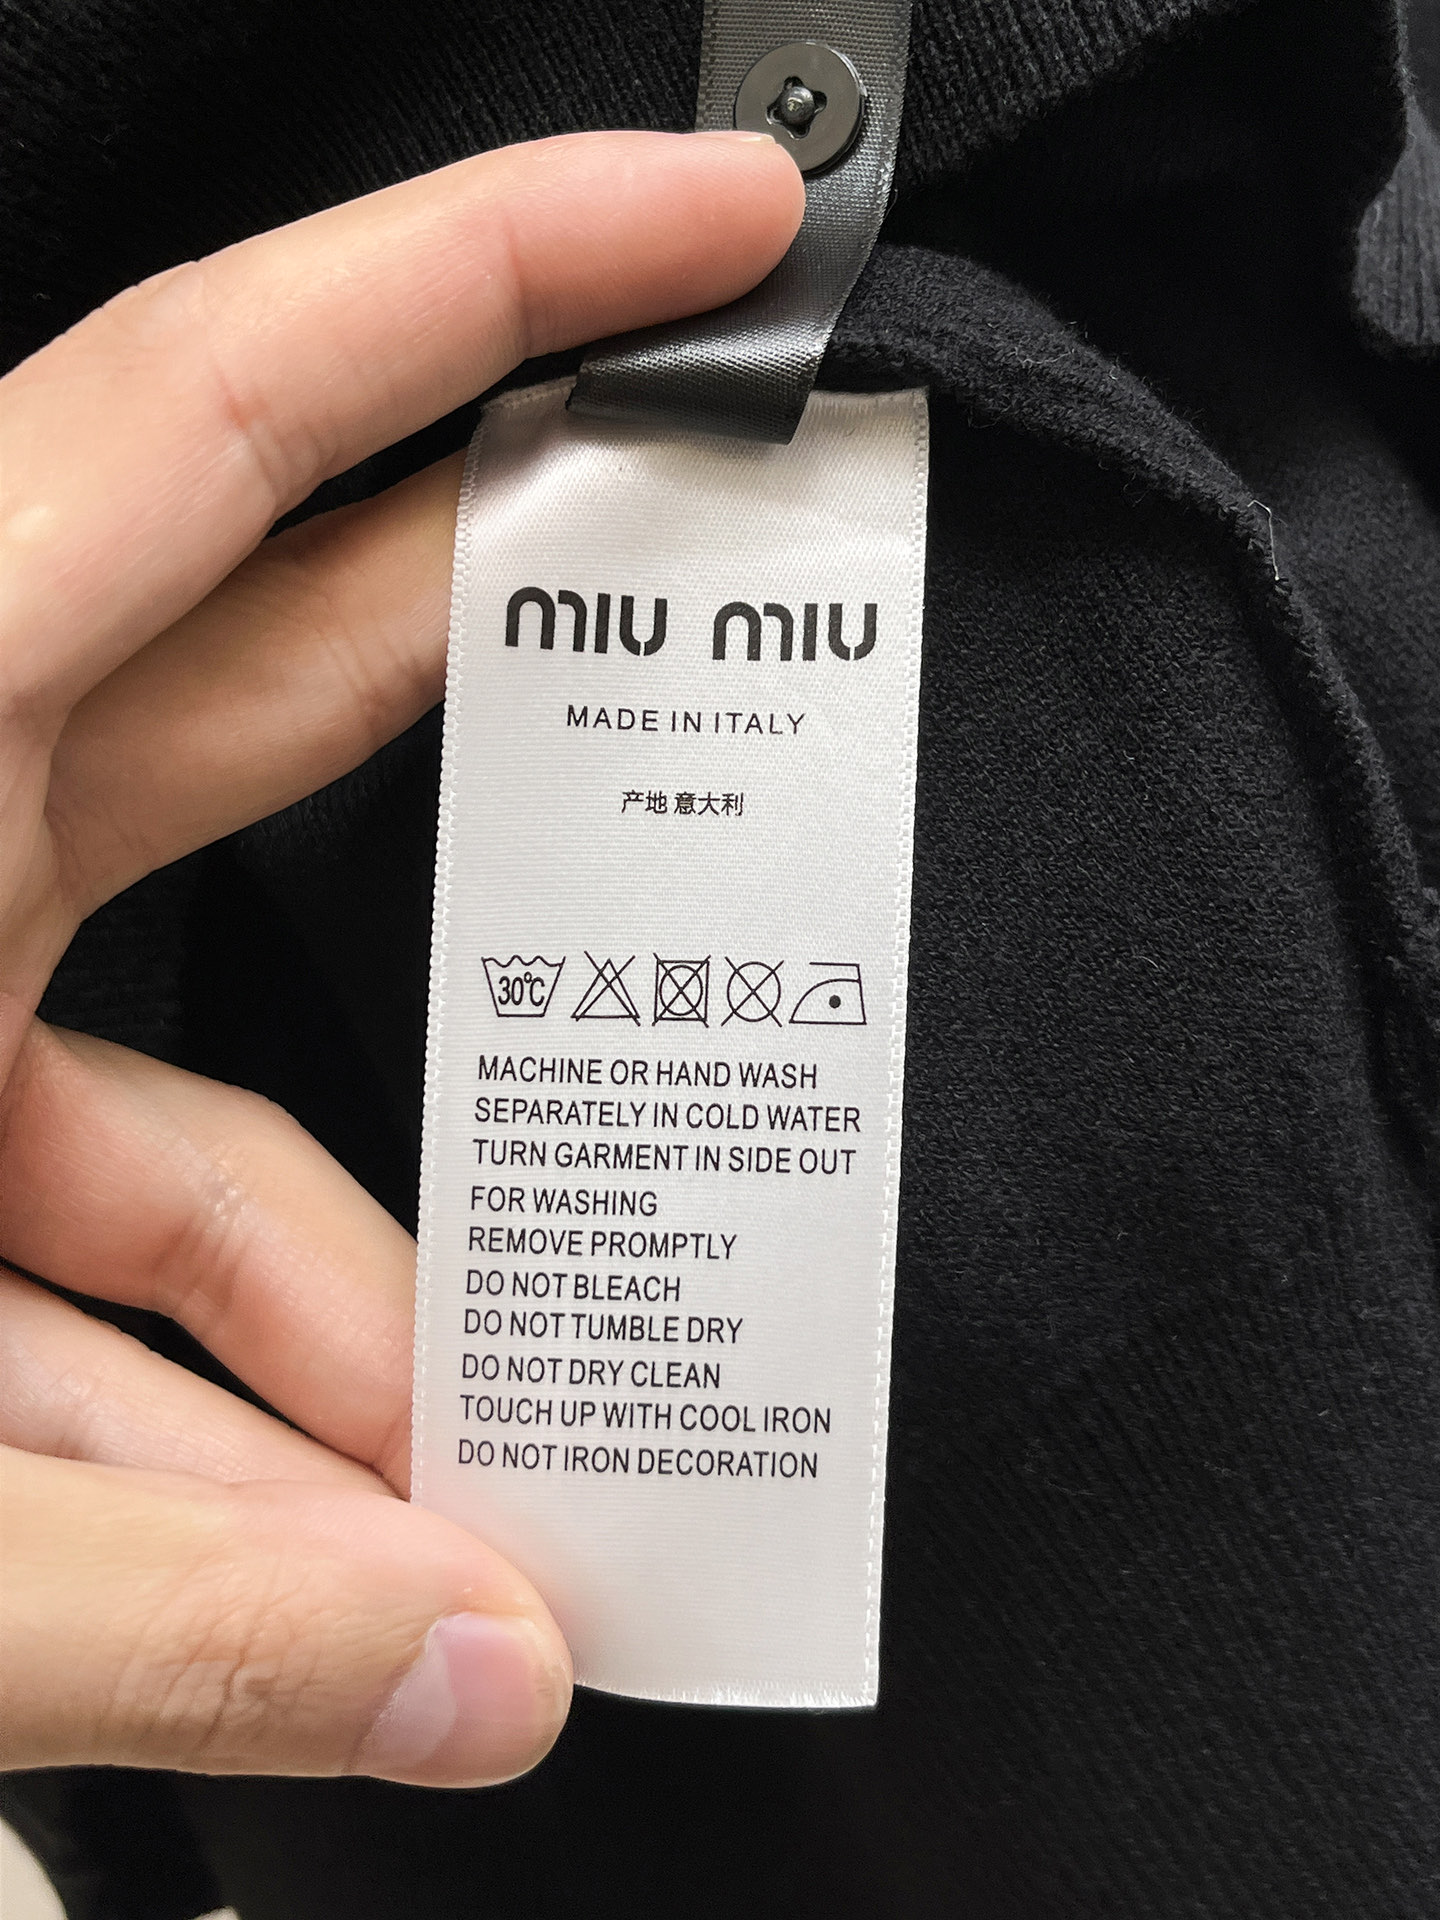 miu miu
MADE IN ITALY
产地 意大利
30°C
MACHINE OR HAND WASH
SEPARATELY IN COLD WATER
TURN GARMENT IN SIDE OUT
FOR WASHING
REMOVE PROMPTLY
DO NOT BLEACH
DO NOT TUMBLE DRY
DO NOT DRY CLEAN
TOUCH UP WITH COOL IRON
DO NOT IRON DECORATION